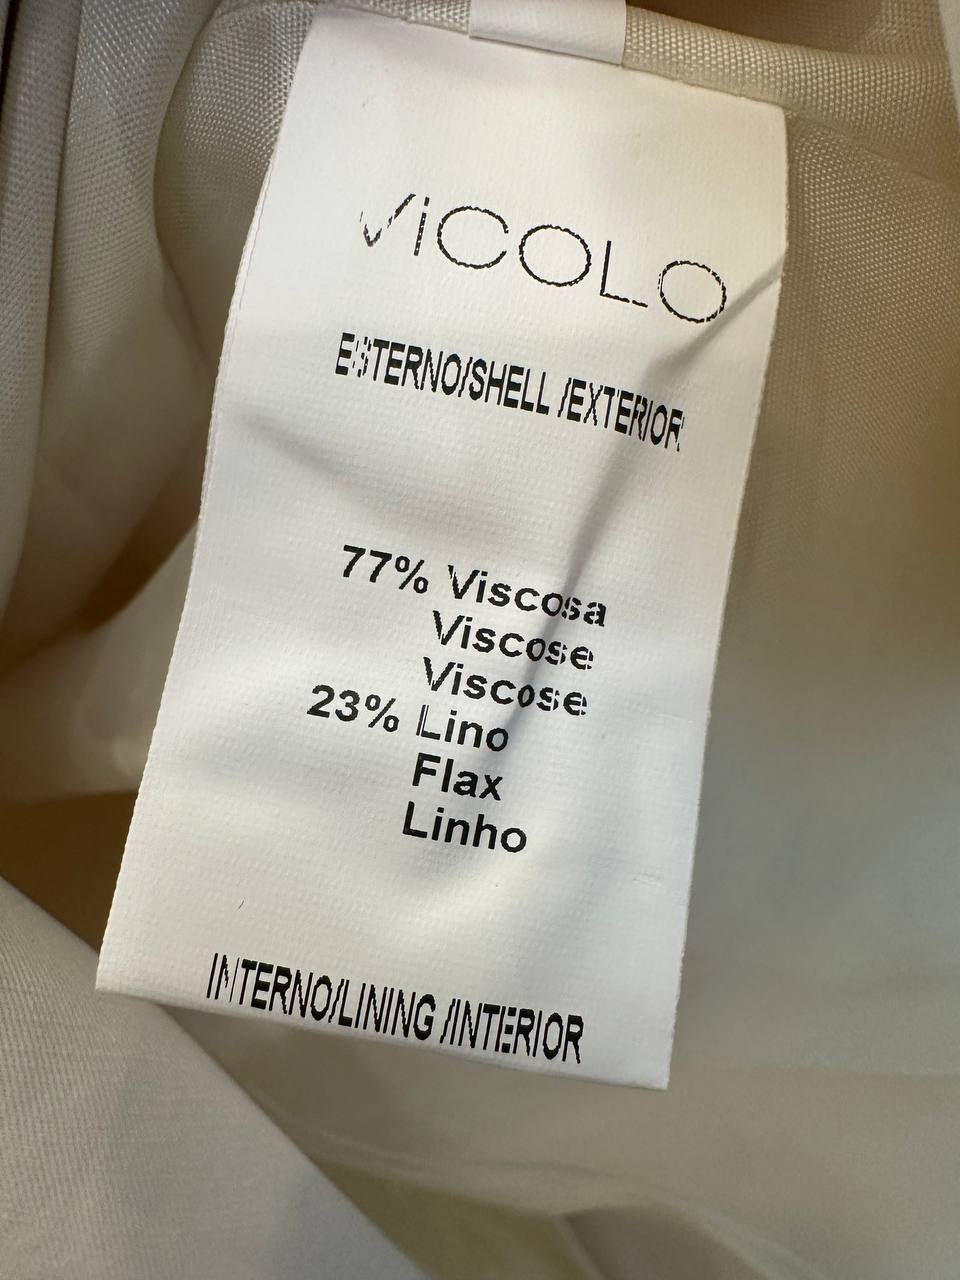 ViCOLO
ESTERNO/SHELL /EXTERIOR
77% Viscosa
Viscose
Viscose
23% Lino
Flax
Linho
INTERNO/LINING /INTERIOR